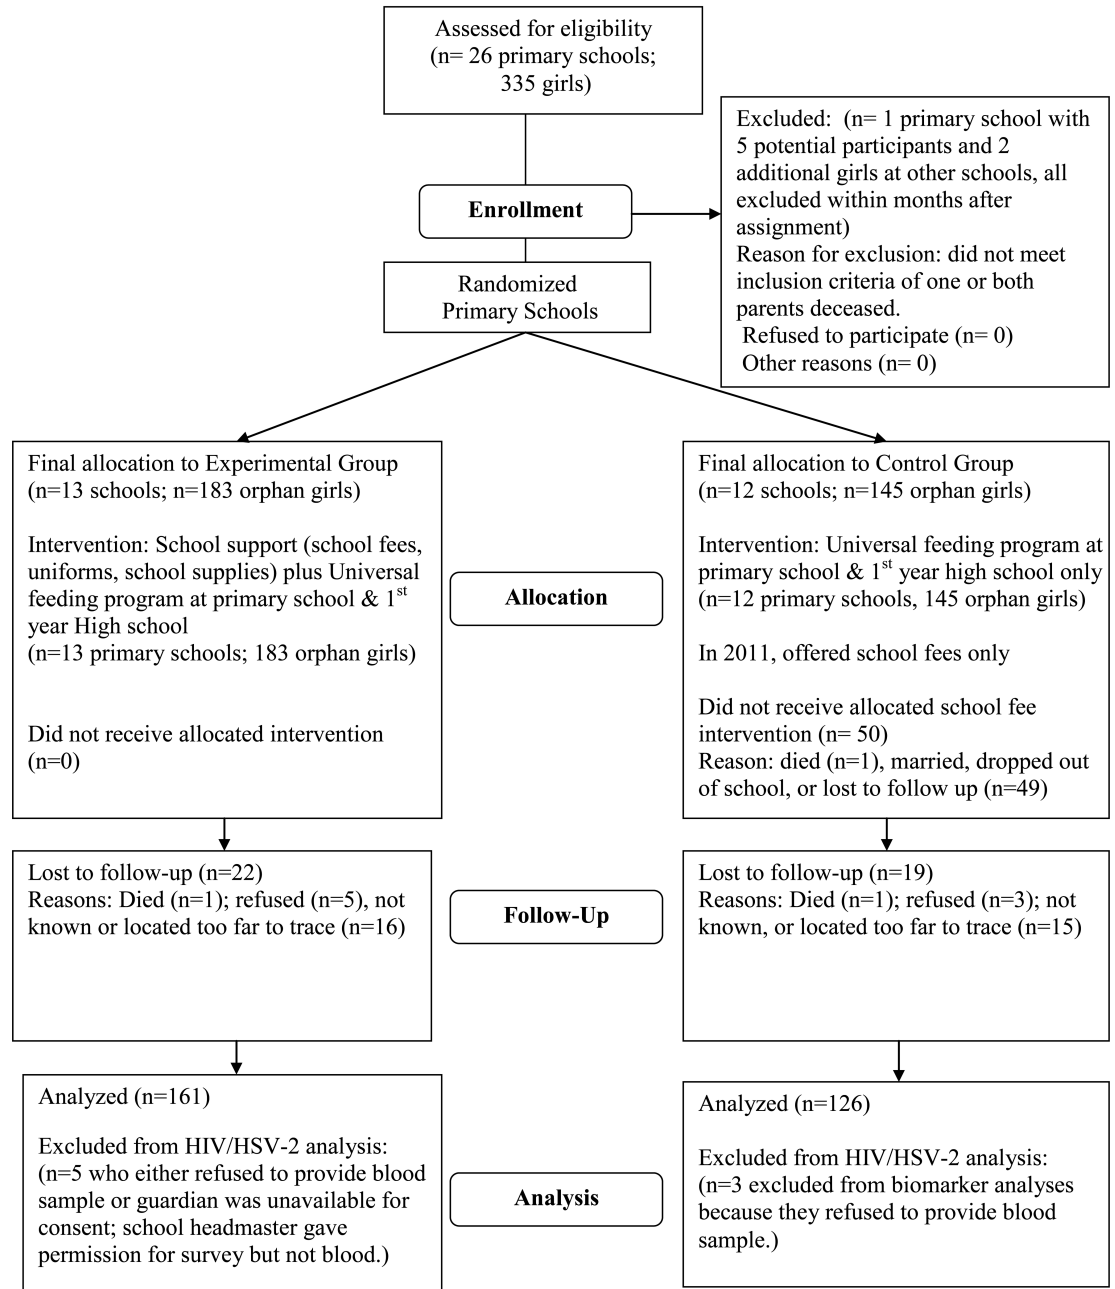 Assessed for eligibility
(n= 26 primary schools;
335 girls)
Excluded:  (n= 1 primary school with
5 potential participants and 2
additional girls at other schools, all
excluded within months after
assignment)
Reason for exclusion: did not meet
inclusion criteria of one or both
parents deceased.
Refused to participate (n= 0)
Other reasons (n= 0)
Enrollment
Randomized
Primary Schools
Final allocation to Experimental Group
(n=13 schools; n=183 orphan girls)
Intervention: School support (school fees,
uniforms, school supplies) plus Universal
feeding program at primary school & 1st
year High school
(n=13 primary schools; 183 orphan girls)
Did not receive allocated intervention
(n=0)
Allocation
Final allocation to Control Group
(n=12 schools; n=145 orphan girls)
Intervention: Universal feeding program at
primary school & 1st year high school only
(n=12 primary schools, 145 orphan girls)
In 2011, offered school fees only
Did not receive allocated school fee
intervention (n= 50)
Reason: died (n=1), married, dropped out
of school, or lost to follow up (n=49)
Lost to follow-up (n=22)
Reasons: Died (n=1); refused (n=5), not
known or located too far to trace (n=16)
Follow-Up
Lost to follow-up (n=19)
Reasons: Died (n=1); refused (n=3); not
known, or located too far to trace (n=15)
Analyzed (n=161)
Excluded from HIV/HSV-2 analysis:
(n=5 who either refused to provide blood
sample or guardian was unavailable for
consent; school headmaster gave
permission for survey but not blood.)
Analysis
Analyzed (n=126)
Excluded from HIV/HSV-2 analysis:
(n=3 excluded from biomarker analyses
because they refused to provide blood
sample.)